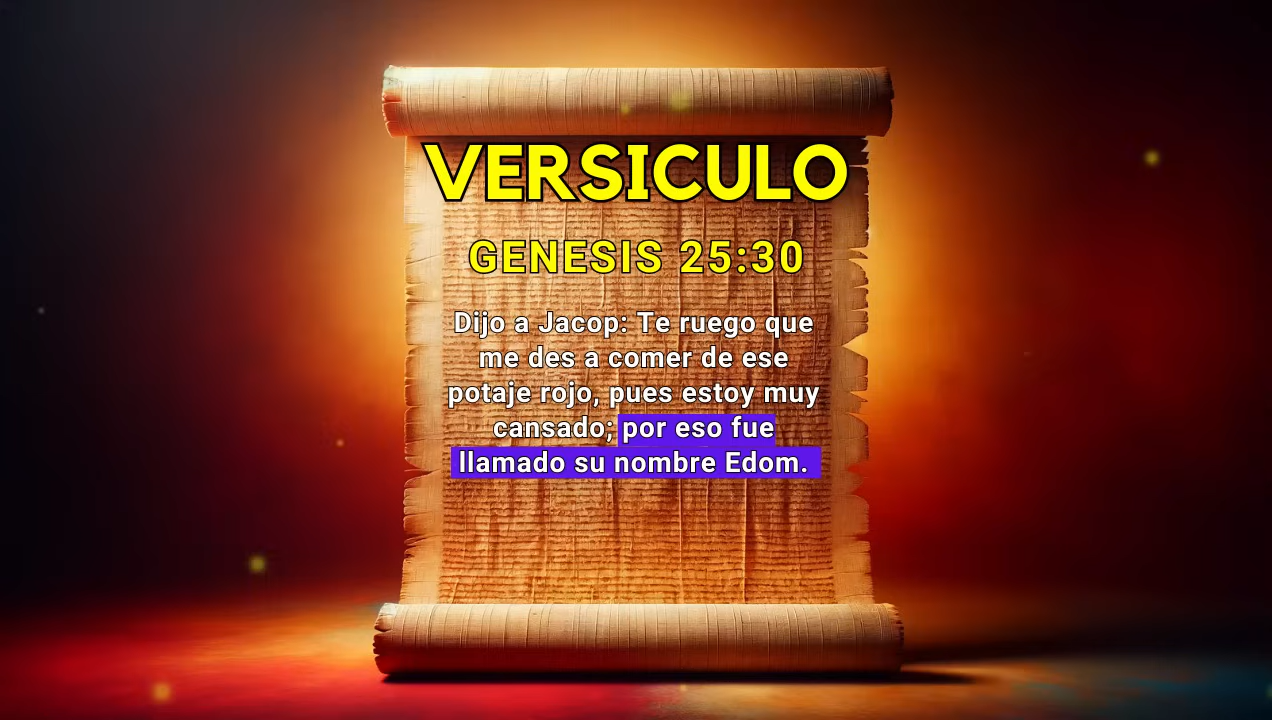 VERSICULO
GENESIS 25:30
Dijo a Jacop: Te ruego que
me des a comer de ese
potaje rojo, pues estoy muy
cansado; por eso fue
llamado su nombre Edom.